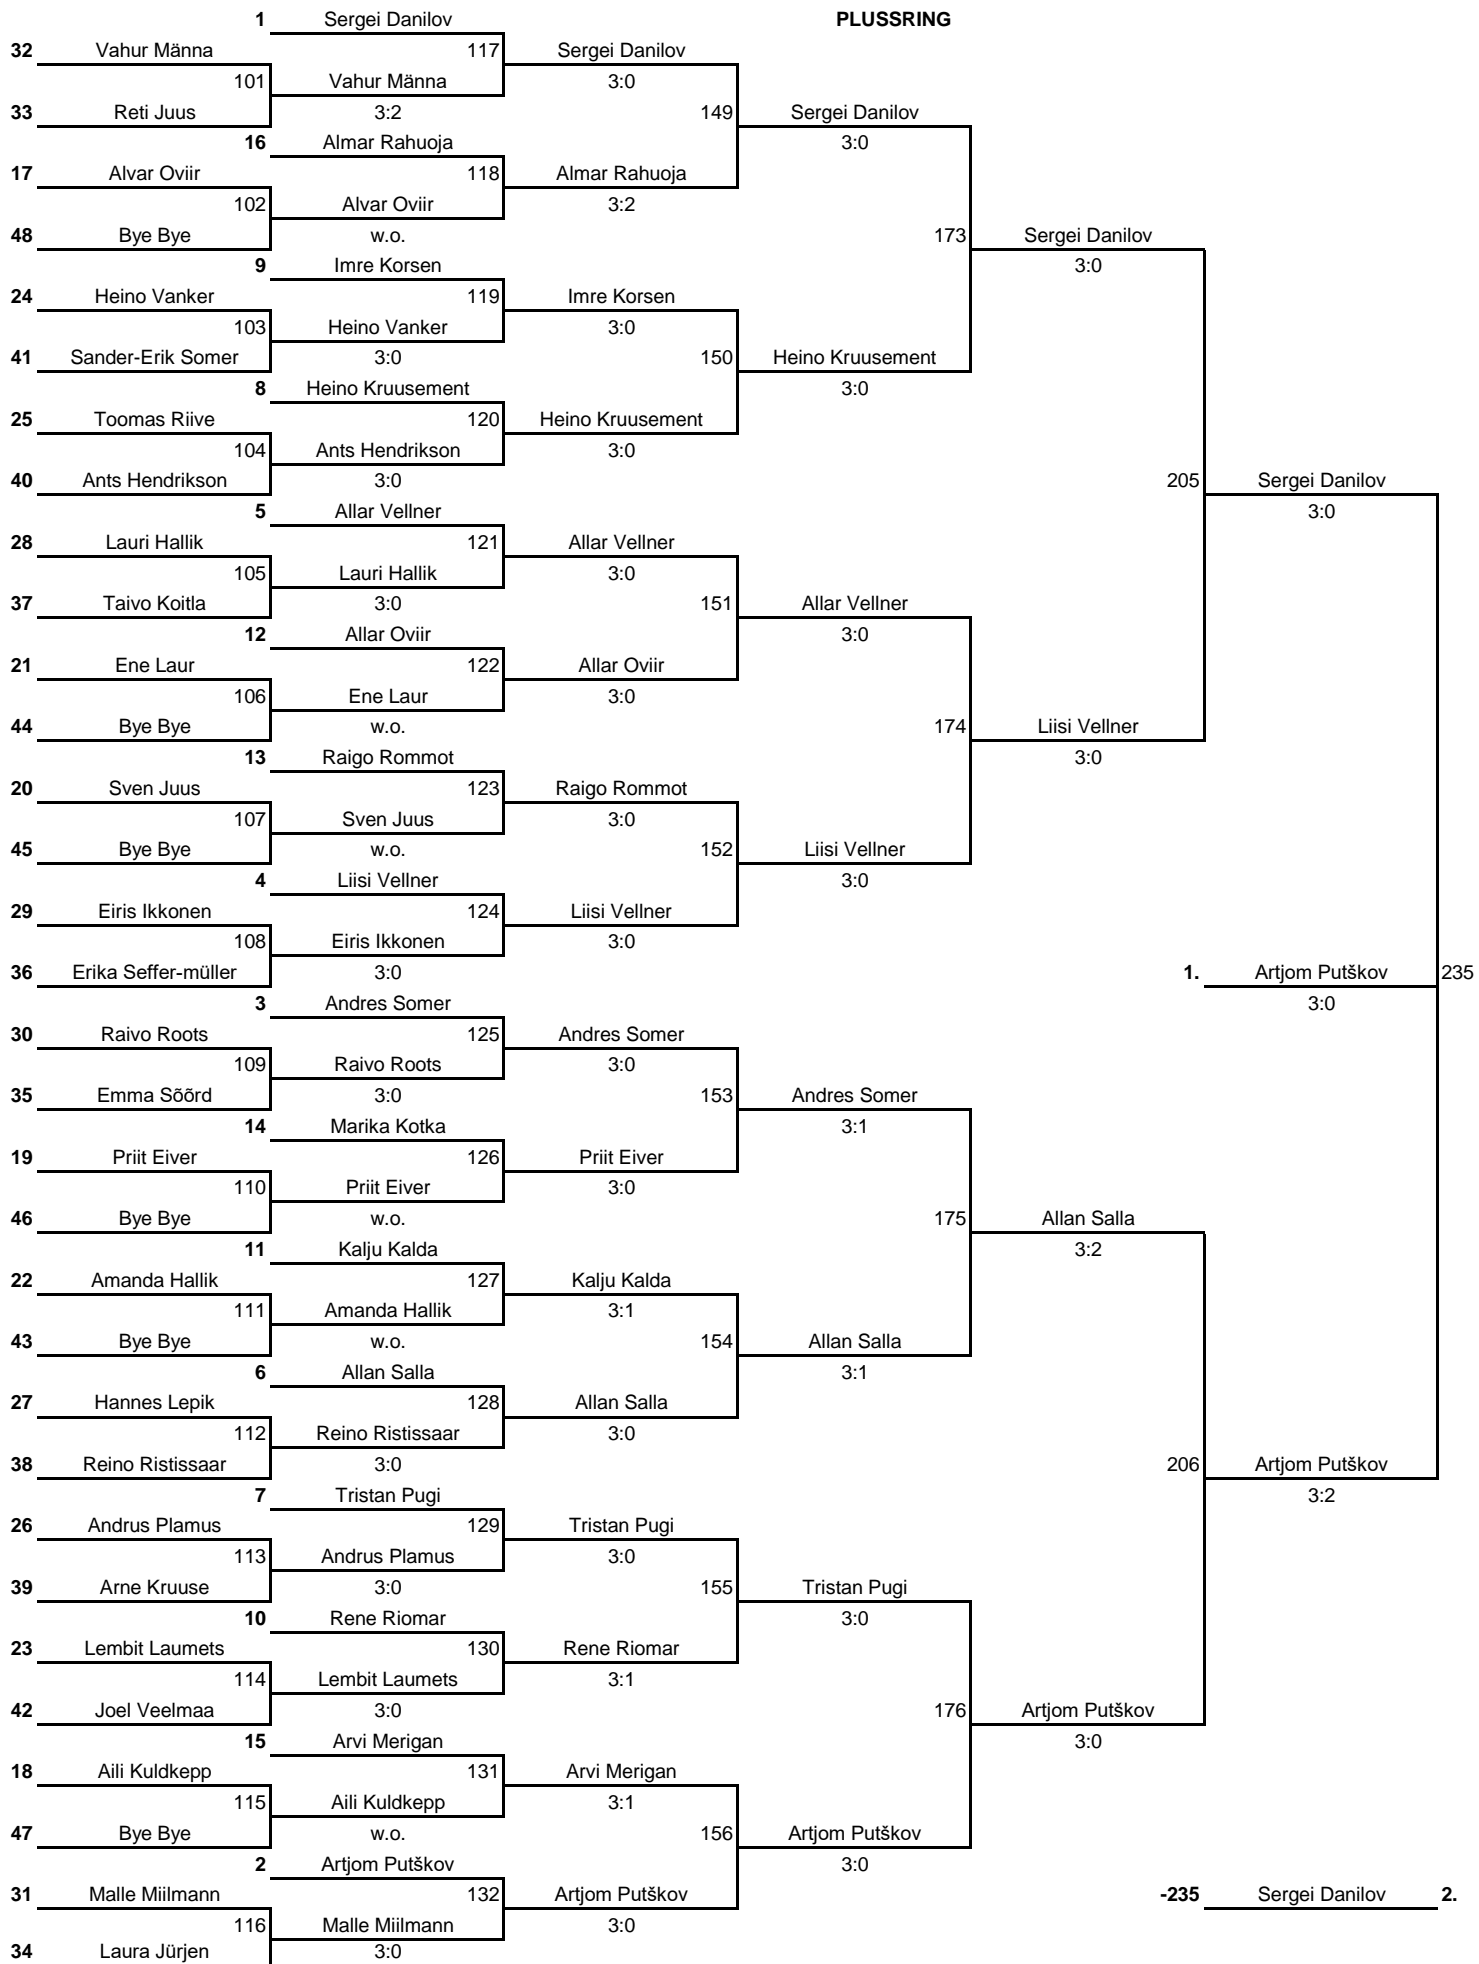 1 Sergei Danilov PLUSSRING
32 Vahur Männa 117 Sergei Danilov
101 Vahur Männa 3:0
33 Reti Juus 3:2 149 Sergei Danilov
16 Almar Rahuoja 3:0
17 Alvar Oviir 118 Almar Rahuoja
102 Alvar Oviir 3:2
48 Bye Bye w.o. 173 Sergei Danilov
9 Imre Korsen 3:0
24 Heino Vanker 119 Imre Korsen
103 Heino Vanker 3:0
41 Sander-Erik Somer 3:0 150 Heino Kruusement
8 Heino Kruusement 3:0
25 Toomas Riive 120 Heino Kruusement
104 Ants Hendrikson 3:0
40 Ants Hendrikson 3:0 205 Sergei Danilov
5 Allar Vellner 3:0
28 Lauri Hallik 121 Allar Vellner
105 Lauri Hallik 3:0
37 Taivo Koitla 3:0 151 Allar Vellner
12 Allar Oviir 3:0
21 Ene Laur 122 Allar Oviir
106 Ene Laur 3:0
44 Bye Bye w.o. 174 Liisi Vellner
13 Raigo Rommot 3:0
20 Sven Juus 123 Raigo Rommot
107 Sven Juus 3:0
45 Bye Bye w.o. 152 Liisi Vellner
4 Liisi Vellner 3:0
29 Eiris Ikkonen 124 Liisi Vellner
108 Eiris Ikkonen 3:0
36 Erika Seffer-müller 3:0 1. Artjom Putškov 235
3 Andres Somer 3:0
30 Raivo Roots 125 Andres Somer
109 Raivo Roots 3:0
35 Emma Sõõrd 3:0 153 Andres Somer
14 Marika Kotka 3:1
19 Priit Eiver 126 Priit Eiver
110 Priit Eiver 3:0
46 Bye Bye w.o. 175 Allan Salla
11 Kalju Kalda 3:2
22 Amanda Hallik 127 Kalju Kalda
111 Amanda Hallik 3:1
43 Bye Bye w.o. 154 Allan Salla
6 Allan Salla 3:1
27 Hannes Lepik 128 Allan Salla
112 Reino Ristissaar 3:0
38 Reino Ristissaar 3:0 206 Artjom Putškov
7 Tristan Pugi 3:2
26 Andrus Plamus 129 Tristan Pugi
113 Andrus Plamus 3:0
39 Arne Kruuse 3:0 155 Tristan Pugi
10 Rene Riomar 3:0
23 Lembit Laumets 130 Rene Riomar
114 Lembit Laumets 3:1
42 Joel Veelmaa 3:0 176 Artjom Putškov
15 Arvi Merigan 3:0
18 Aili Kuldkepp 131 Arvi Merigan
115 Aili Kuldkepp 3:1
47 Bye Bye w.o. 156 Artjom Putškov
2 Artjom Putškov 3:0
31 Malle Miilmann 132 Artjom Putškov -235 Sergei Danilov 2.
116 Malle Miilmann 3:0
34 Laura Jürjen 3:0